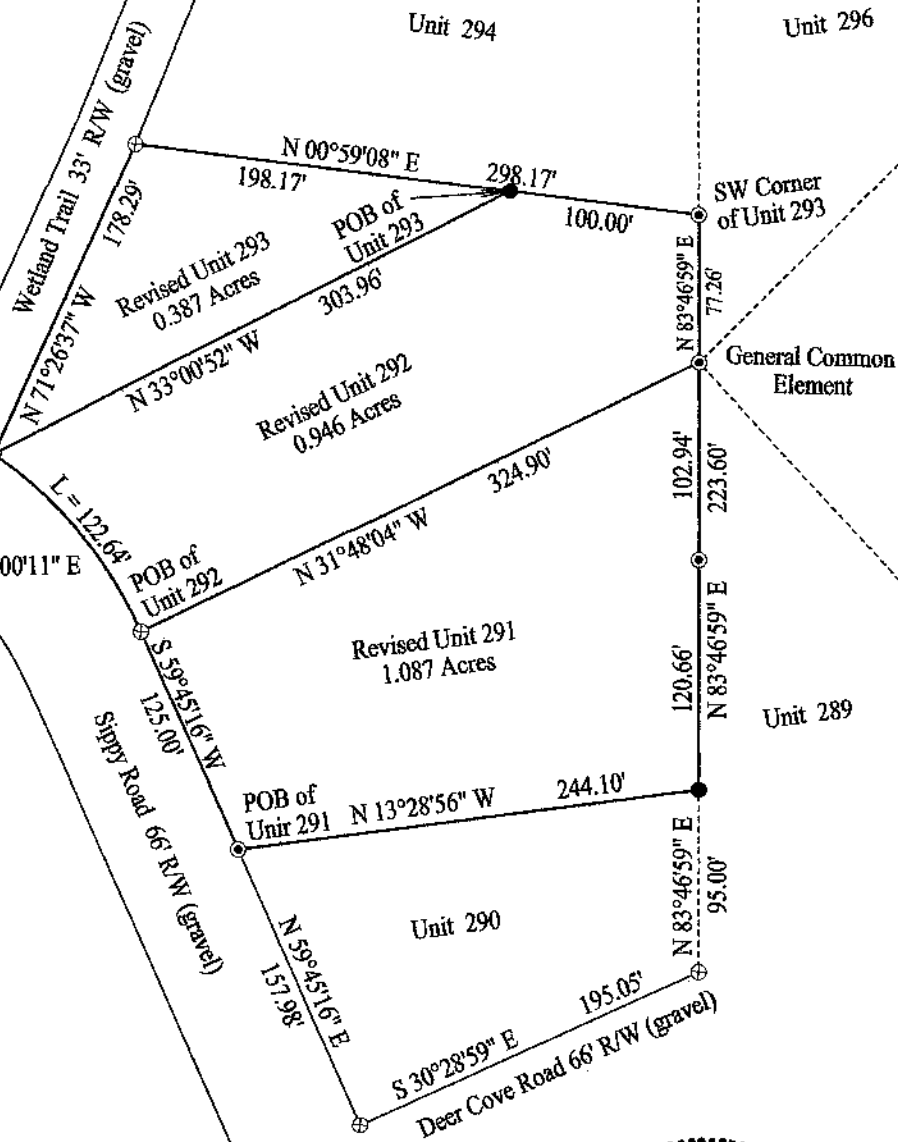 Unit 294
Unit 296
Wetland Trail 33' R/W (gravel)
N 00°59'08" E
198.17'
298.17'
100.00'
178.29'
N 71°26'37" W
POB of
Unit 293
SW Corner
of Unit 293
Revised Unit 293
0.387 Acres
303.96'
N 33°00'52" W
N 83°46'59" E
77.26'
General Common
Element
Revised Unit 292
0.946 Acres
324.90'
N 31°48'04" W
102.94'
223.60'
L = 122.64'
00'11" E
POB of
Unit 292
S 59°45'16" W
125.00'
Revised Unit 291
1.087 Acres
120.66'
N 83°46'59" E
Unit 289
Sippy Road 66' R/W (gravel)
POB of
Unir 291
N 13°28'56" W
244.10'
N 83°46'59" E
95.00'
Unit 290
N 59°45'16" E
157.98'
S 30°28'59" E
195.05'
Deer Cove Road 66' R/W (gravel)